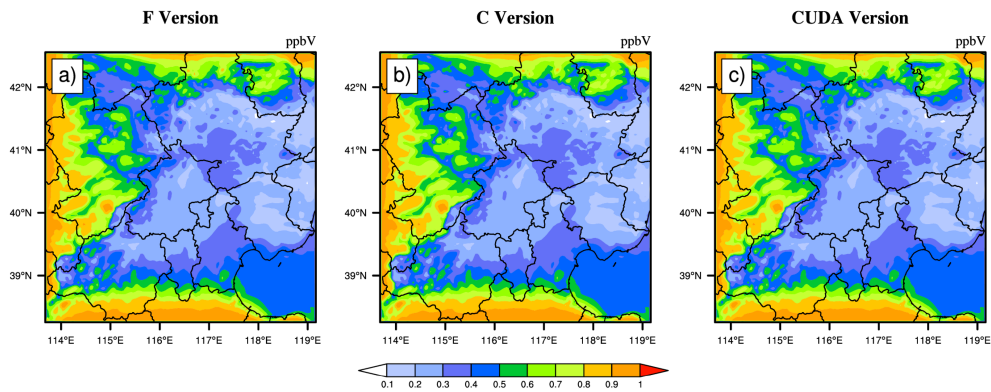 F Version C Version CUDA Version
ppbV ppbV ppbV
a) b) c)
42°N 42°N 42°N
41°N 41°N 41°N
40°N 40°N 40°N
39°N 39°N 39°N
114°E 115°E 116°E 117°E 118°E 119°E 114°E 115°E 116°E 117°E 118°E 119°E 114°E 115°E 116°E 117°E 118°E 119°E
0.1 0.2 0.3 0.4 0.5 0.6 0.7 0.8 0.9 1